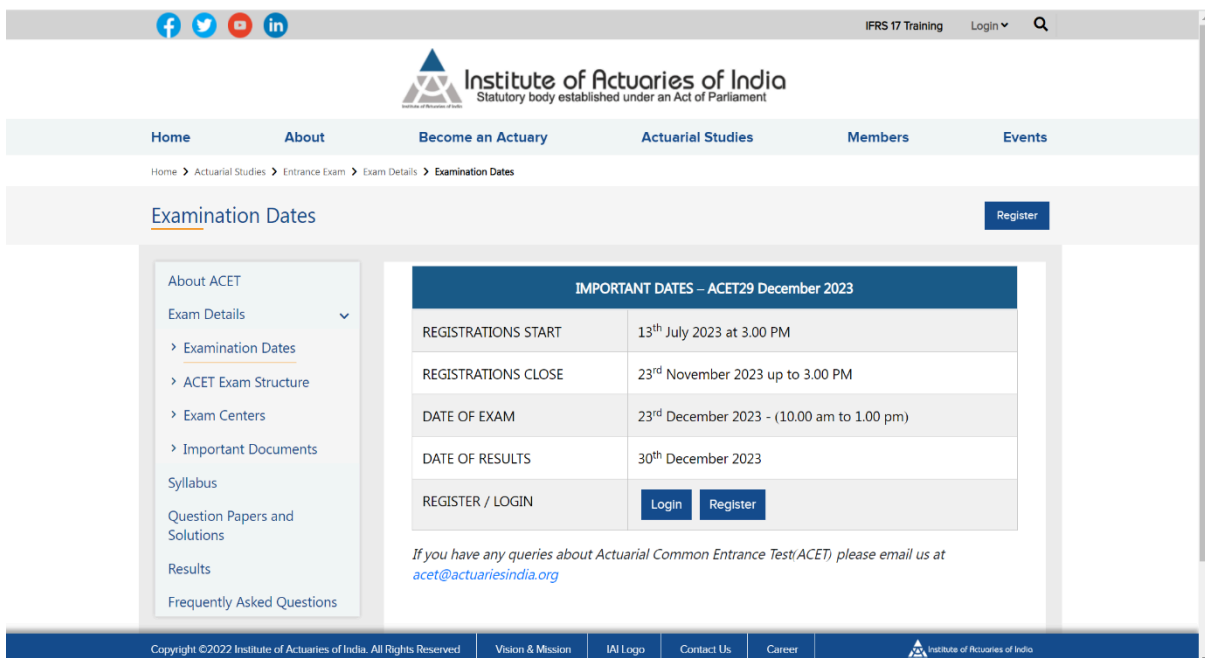 IFRS 17 Training Login
Institute of Actuaries of India
Statutory body established under an Act of Parliament
Institute of Actuaries of India
Home About Become an Actuary Actuarial Studies Members Events
Home > Actuarial Studies > Entrance Exam > Exam Details > Examination Dates
Examination Dates
Register
About ACET
Exam Details
> Examination Dates
> ACET Exam Structure
> Exam Centers
> Important Documents
Syllabus
Question Papers and
Solutions
Results
Frequently Asked Questions
IMPORTANT DATES – ACET29 December 2023
REGISTRATIONS START 13th July 2023 at 3.00 PM
REGISTRATIONS CLOSE 23rd November 2023 up to 3.00 PM
DATE OF EXAM 23rd December 2023 - (10.00 am to 1.00 pm)
DATE OF RESULTS 30th December 2023
REGISTER / LOGIN Login Register
If you have any queries about Actuarial Common Entrance Test(ACET) please email us at
acet@actuariesindia.org
Copyright ©2022 Institute of Actuaries of India. All Rights Reserved Vision & Mission IAI Logo Contact Us Career Institute of Actuaries of India